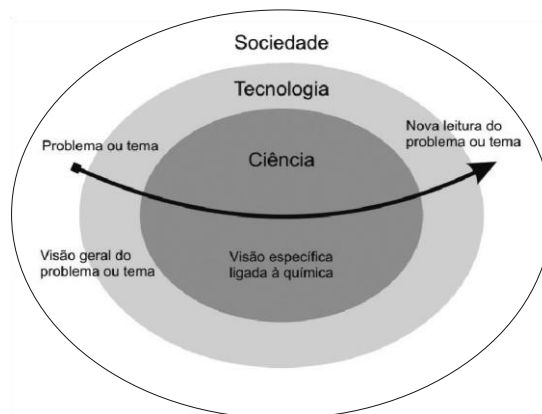 Sociedade
Tecnologia
Nova leitura do
problema ou tema
Problema ou tema
Ciência
Visão geral do
problema ou tema
Visão específica
ligada à química